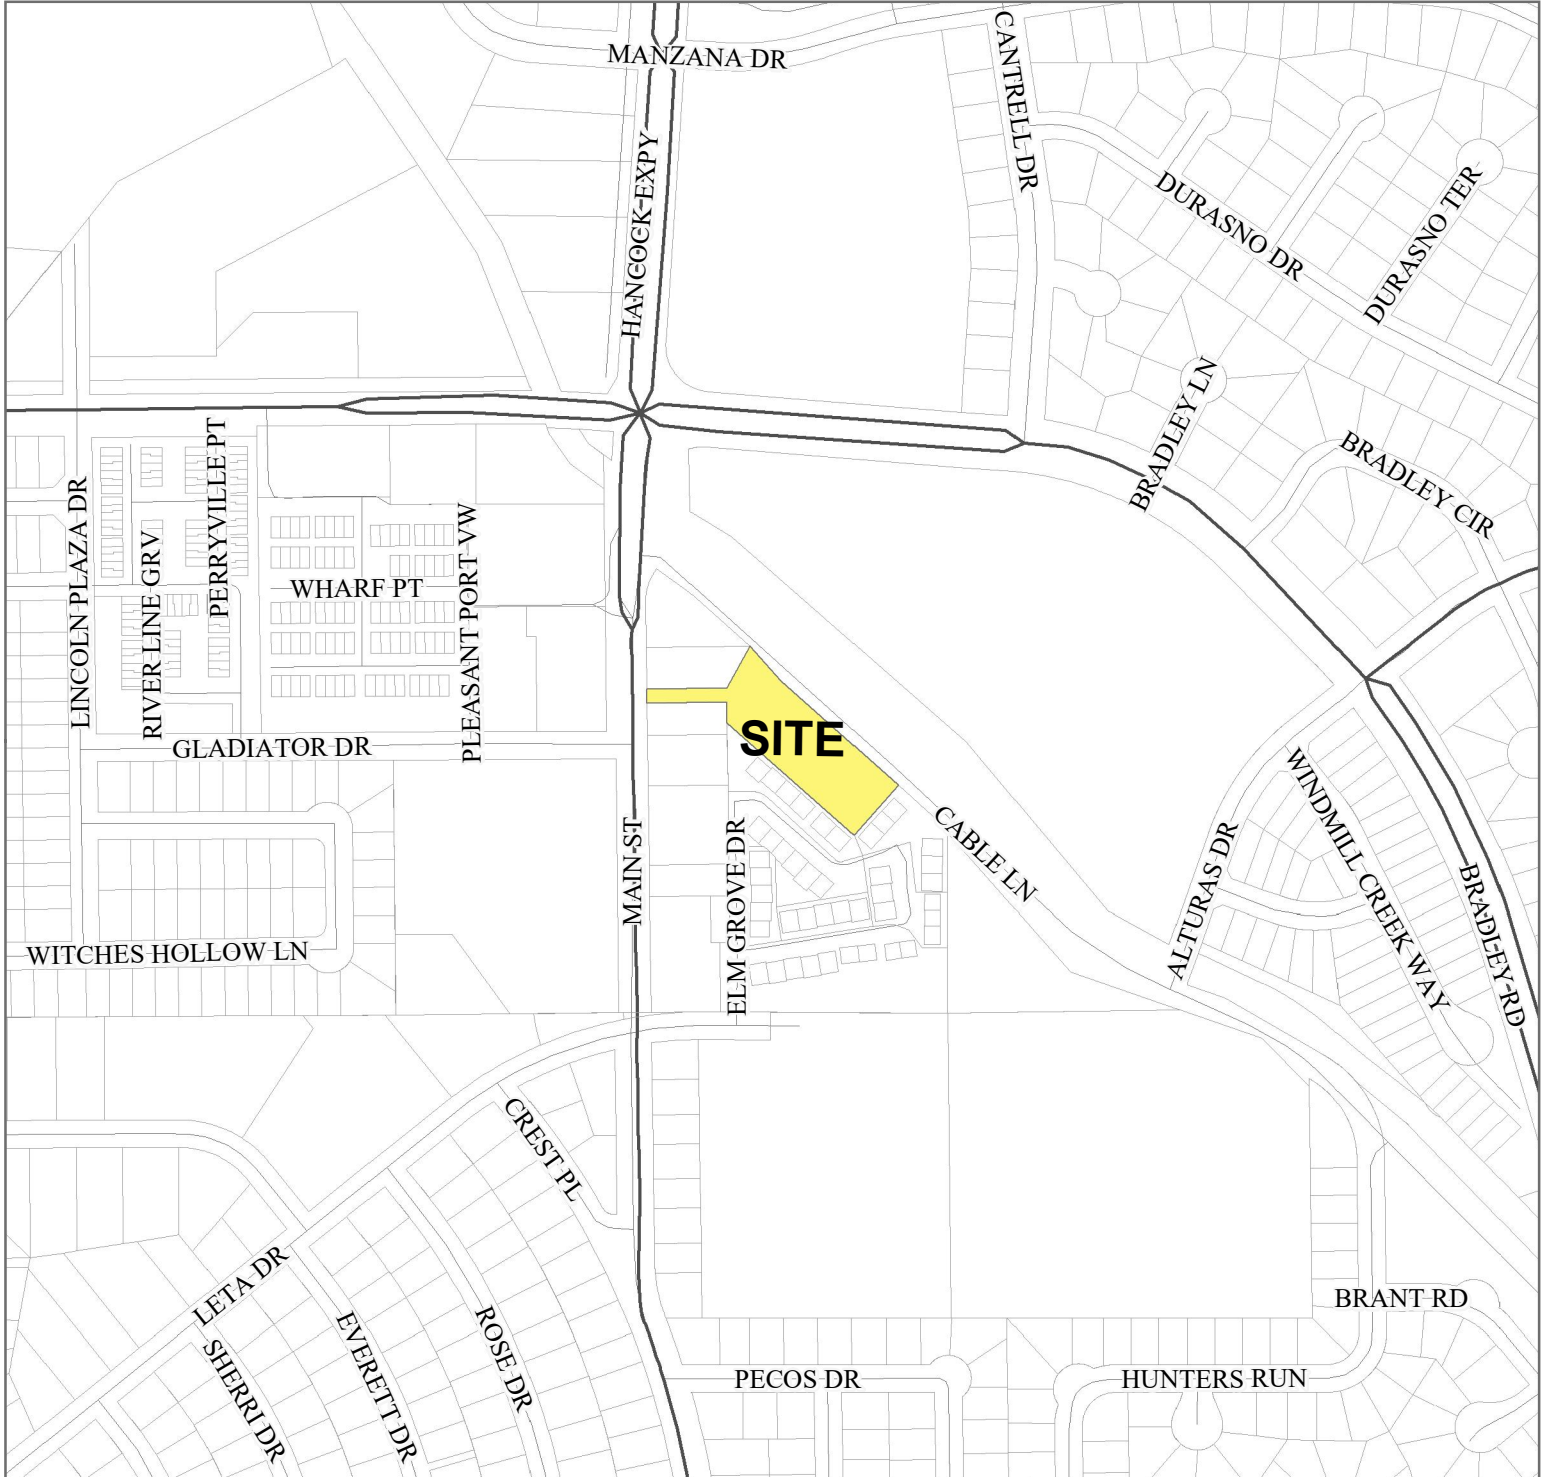 MANZANA DR
CANTRELL DR
HANCOCK EXPY
DURASNO DR
DURASNO TER
BRADLEY LN
BRADLEY CIR
PERRYVILLE PT
LINCOLN PLAZA DR
RIVER LINE GRV
WHARF PT
PLEASANT PORT VW
GLADIATOR DR
SITE
CABLE LN
WINDMILL CREEK WAY
ALTURAS DR
BRADLEY RD
MAIN ST
ELM GROVE DR
WITCHES HOLLOW LN
CREST PL
LETA DR
SHERRI DR
EVERETT DR
ROSE DR
BRANT RD
PECOS DR
HUNTERS RUN